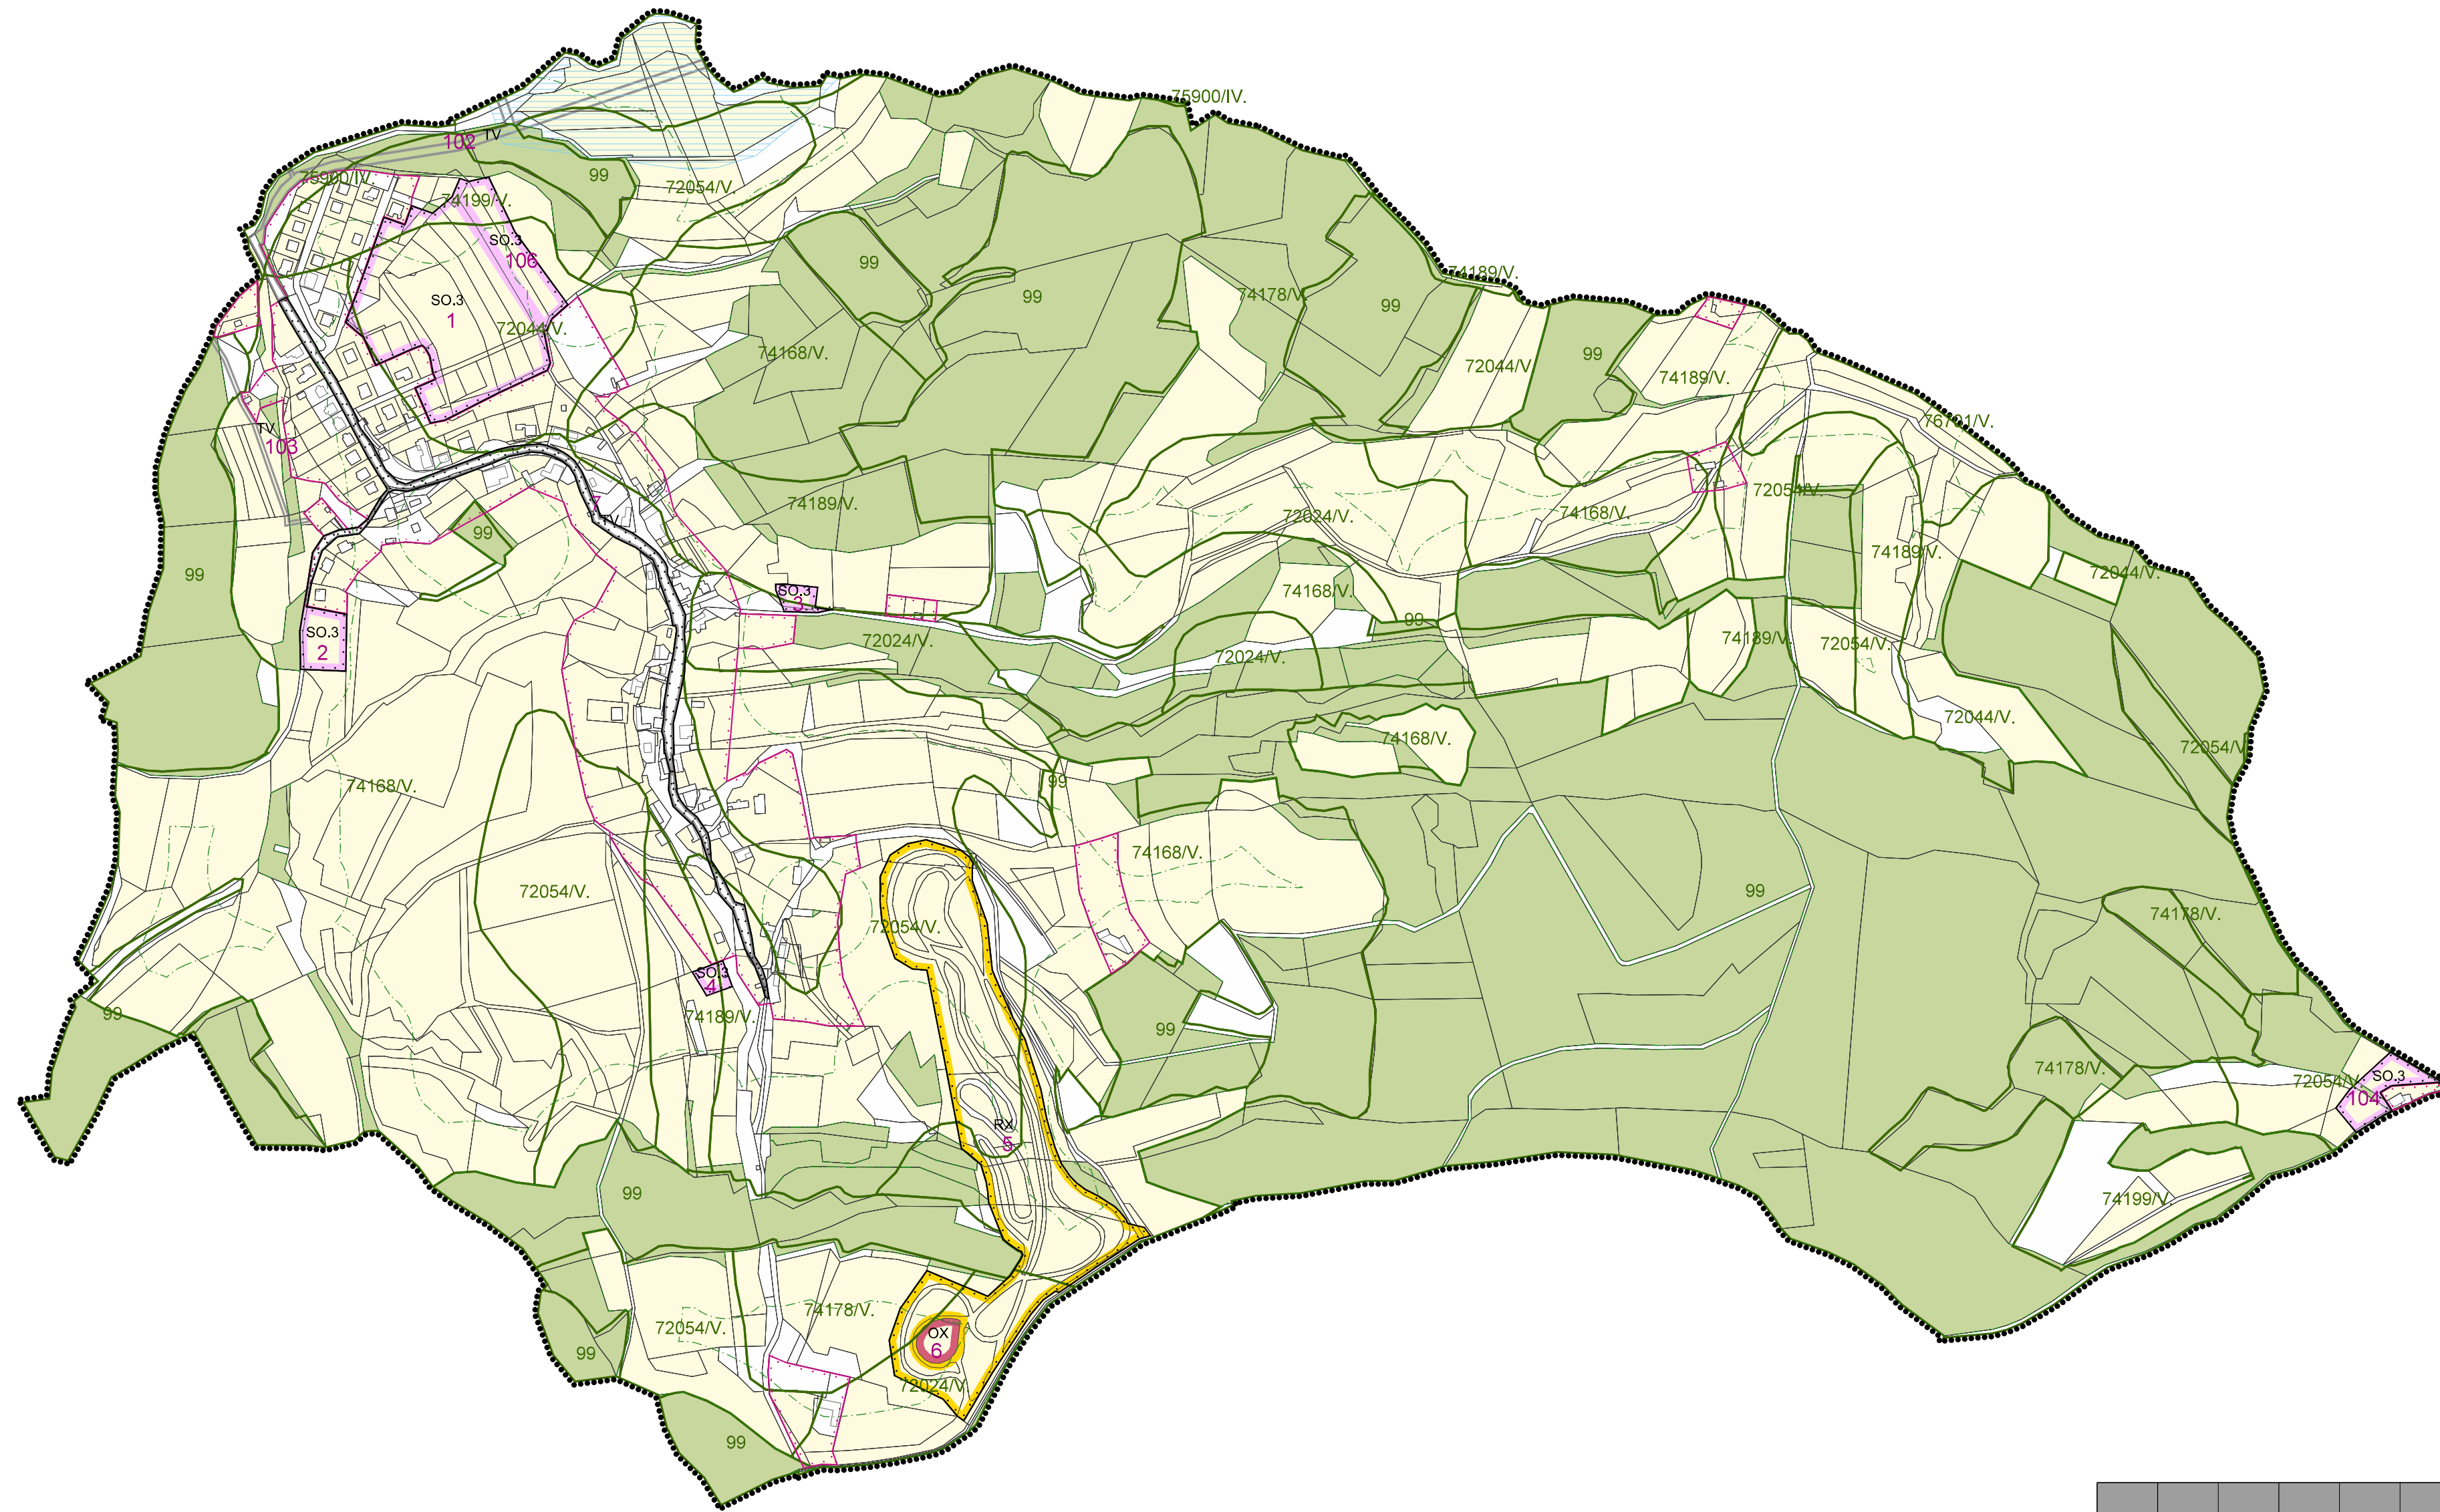 75900/IV.
TV
102
99
75900/IV.
72054/V.
74199/V.
SO.3
106
99
74189/V.
99
74178/V.
99
SO.3
1
72044/V.
74168/V.
99
72044/V.
74189/V.
76701/V.
TV
103
74189/V.
72054/V.
7
TV
72024/V.
74168/V.
99
74189/V.
99
72044/V.
SO.3
3
74168/V.
99
SO.3
2
72024/V.
74189/V.
72054/V.
72024/V.
72044/V.
74168/V.
72054/V.
99
74168/V.
74168/V.
72054/V.
99
74178/V.
72054/V.
SO.3
4
99
74189/V.
99
74178/V.
SO.3
72054/V.
104
RX
5
99
74199/V.
74178/V.
72054/V.
OX
6
99
72024/V.
99